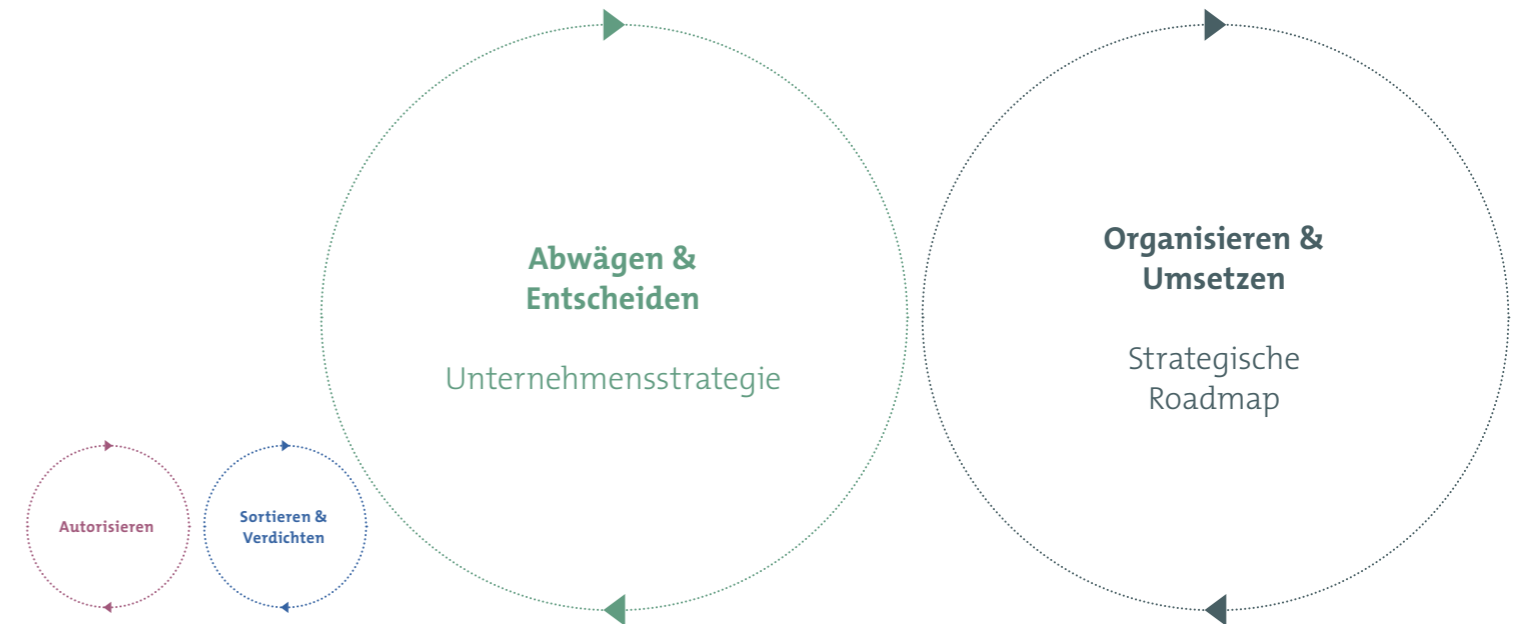 Autorisieren
Sortieren &
Verdichten
Abwägen &
Entscheiden
Unternehmensstrategie
Organisieren &
Umsetzen
Strategische
Roadmap